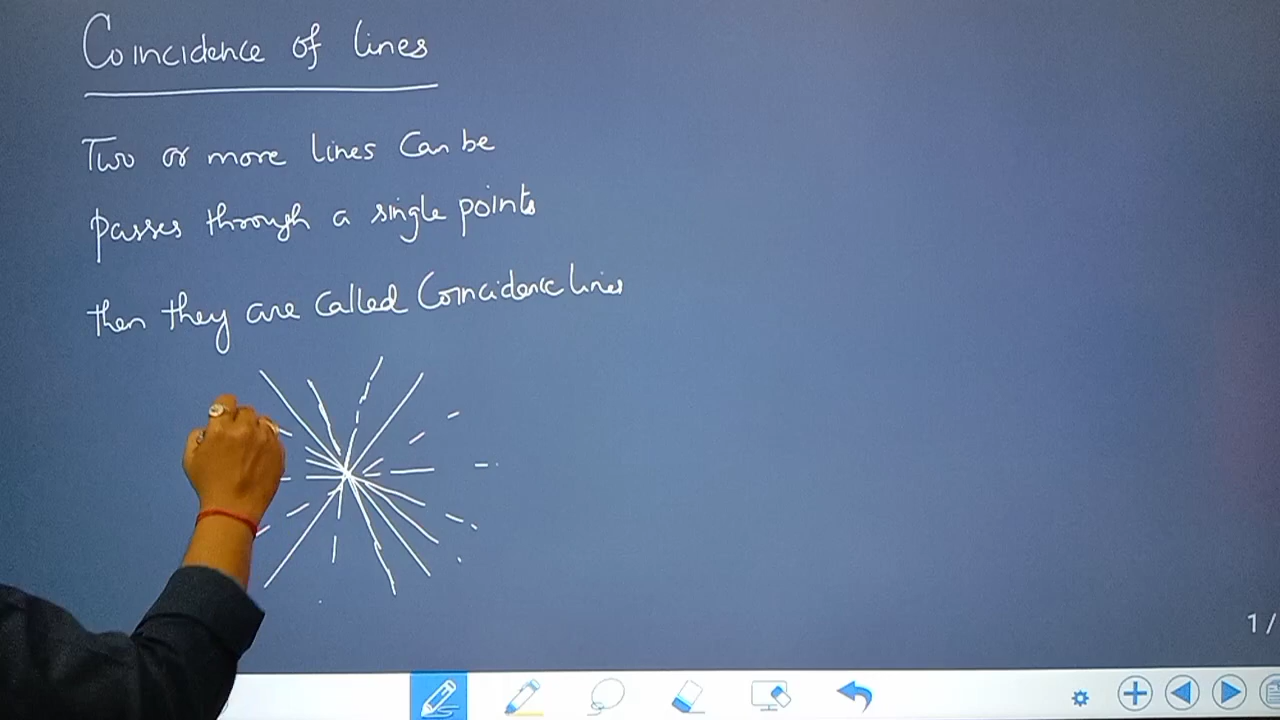 Coincidence of lines
Two or more lines can be
passes through a single points
then they are called Coincidence lines
1/